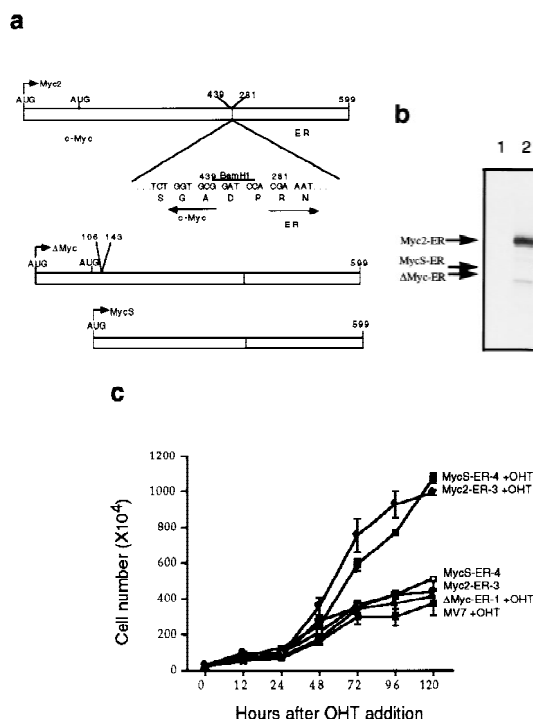 a
Myc2
AUG AUG 439 281 599
c-Myc ER
439 BamH1 281
...TCT GGT GCG GAT CCA CGA AAT...
S G A D P R N
c-Myc ER
ΔMyc
106 143
AUG 599
MycS
AUG 599
b
1 2
Myc2-ER
MycS-ER
ΔMyc-ER
c
Cell number (X10⁴)
1200
1000
800
600
400
200
0
MycS-ER-4 +OHT
Myc2-ER-3 +OHT
MycS-ER-4
Myc2-ER-3
ΔMyc-ER-1 +OHT
MV7 +OHT
0 12 24 48 72 96 120
Hours after OHT addition